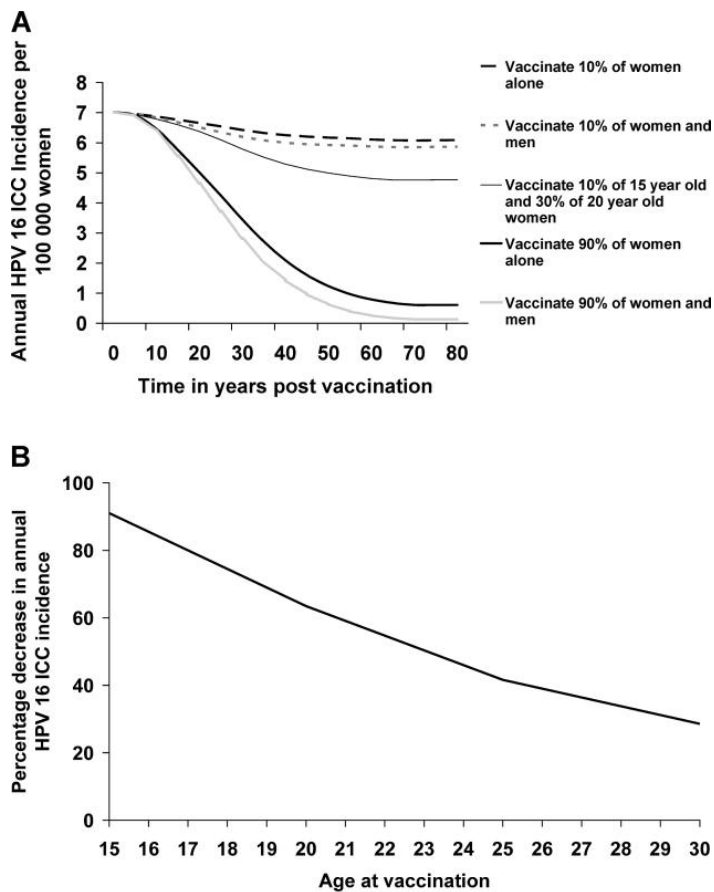 A
Annual HPV 16 ICC Incidence per
100 000 women
8
7
6
5
4
3
2
1
0
0 10 20 30 40 50 60 70 80
Time in years post vaccination
Vaccinate 10% of women
alone
Vaccinate 10% of women and
men
Vaccinate 10% of 15 year old
and 30% of 20 year old
women
Vaccinate 90% of women
alone
Vaccinate 90% of women and
men
B
Percentage decrease in annual
HPV 16 ICC incidence
100
80
60
40
20
0
15 16 17 18 19 20 21 22 23 24 25 26 27 28 29 30
Age at vaccination